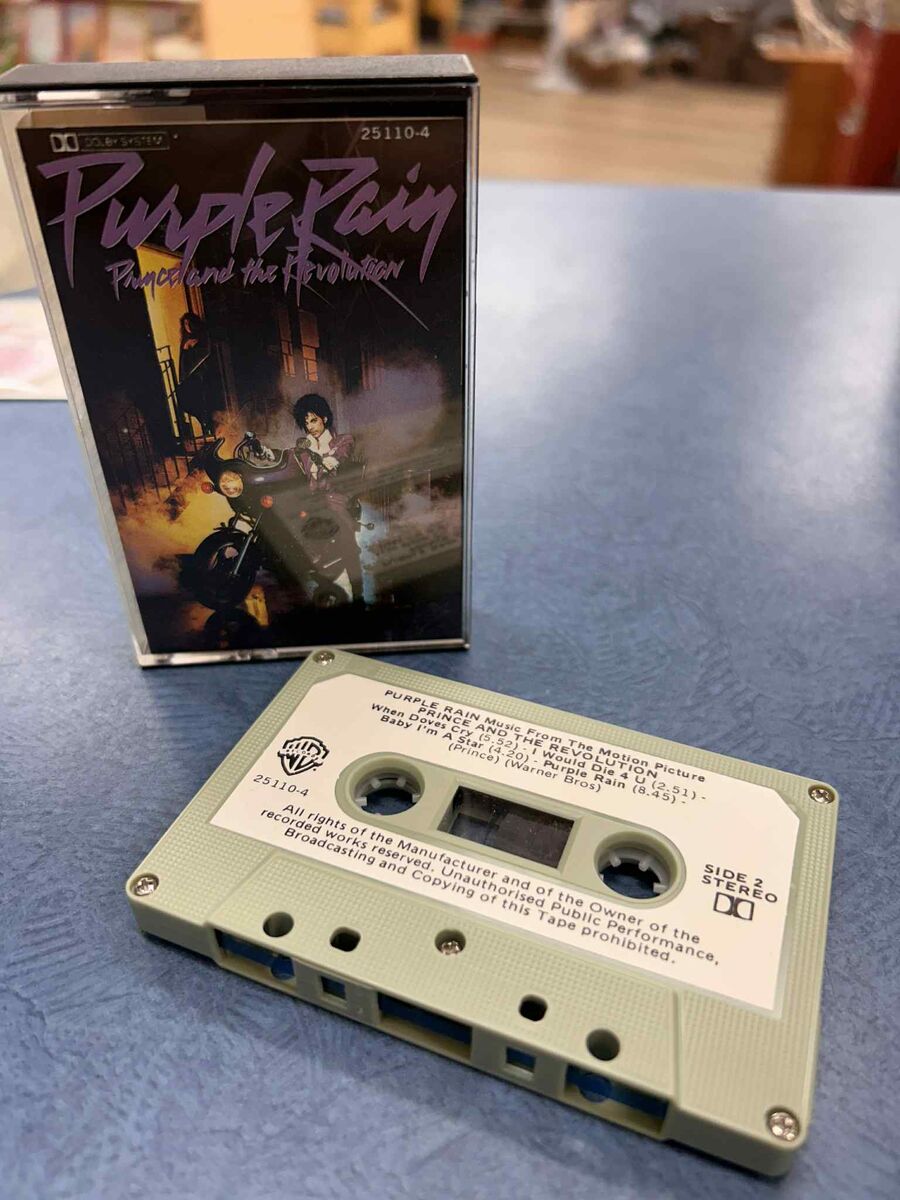 DOLBY SYSTEM
25110-4
Purple Rain
Prince and the Revolution
PURPLE RAIN Music From The Motion Picture
PRINCE AND THE REVOLUTION
When Doves Cry (5.52) - I Would Die 4 U (2.51) -
Baby I'm A Star (4.20) - Purple Rain (8.45) -
(Prince) (Warner Bros)
WB
25110-4
SIDE 2
STEREO
All rights of the Manufacturer and of the Owner of the
recorded works reserved. Unauthorised Public Performance,
Broadcasting and Copying of this Tape prohibited.